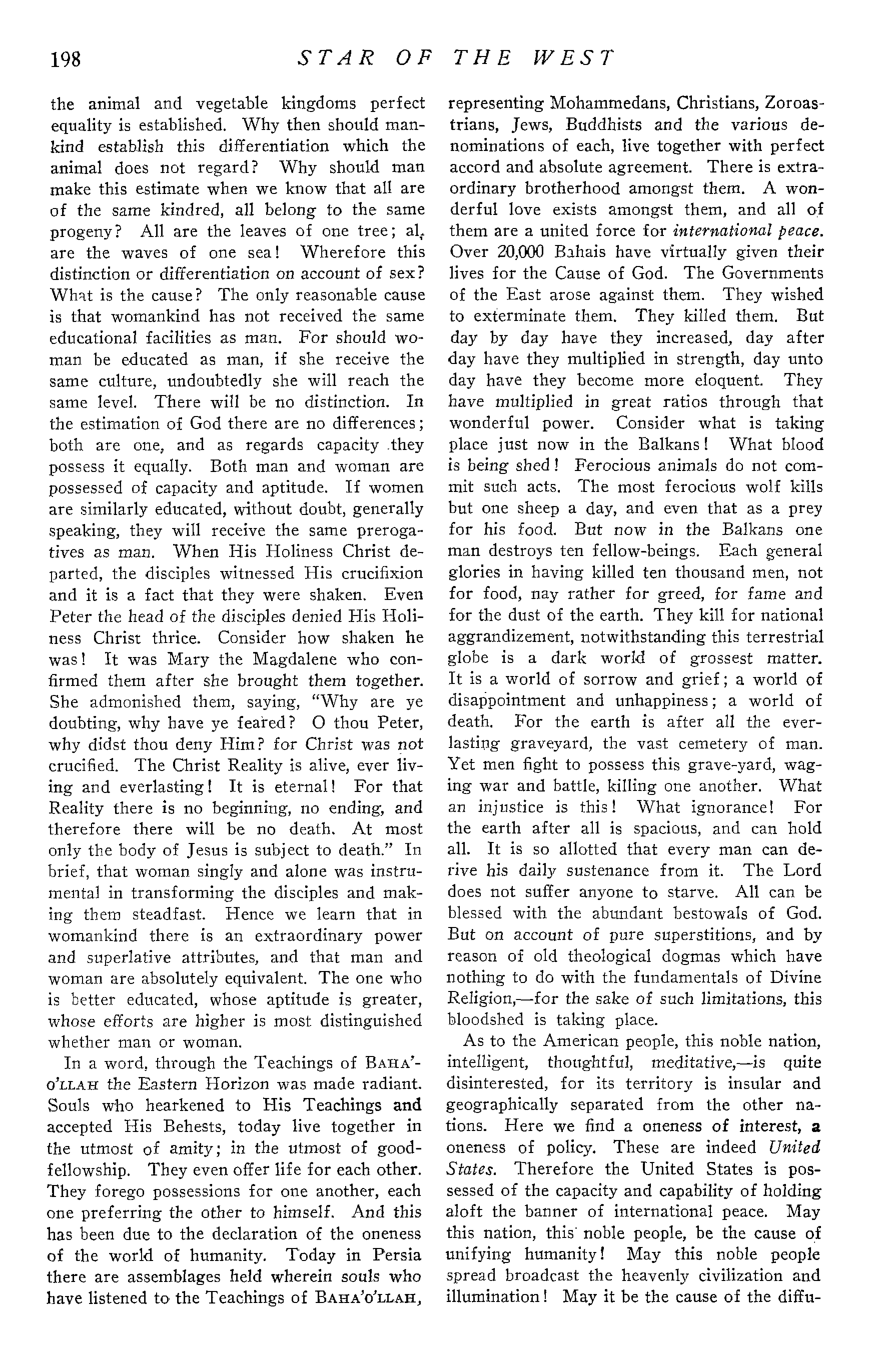 198 STAR OF THE WEST
the animal and vegetable kingdoms perfect
equality is established. Why then should man-
kind establish this differentiation which the
animal does not regard? Why should man
make this estimate when we know that all are
of the same kindred, all belong to the same
progeny? All are the leaves of one tree; al,
are the waves of one sea! Wherefore this
distinction or differentiation on account of sex?
What is the cause? The only reasonable cause
is that womankind has not received the same
educational facilities as man. For should wo-
man be educated as man, if she receive the
same culture, undoubtedly she will reach the
same level. There will be no distinction. In
the estimation of God there are no differences;
both are one, and as regards capacity they
possess it equally. Both man and woman are
possessed of capacity and aptitude. If women
are similarly educated, without doubt, generally
speaking, they will receive the same preroga-
tives as man. When His Holiness Christ de-
parted, the disciples witnessed His crucifixion
and it is a fact that they were shaken. Even
Peter the head of the disciples denied His Holi-
ness Christ thrice. Consider how shaken he
was! It was Mary the Magdalene who con-
firmed them after she brought them together.
She admonished them, saying, "Why are ye
doubting, why have ye feared? O thou Peter,
why didst thou deny Him? for Christ was not
crucified. The Christ Reality is alive, ever liv-
ing and everlasting! It is eternal! For that
Reality there is no beginning, no ending, and
therefore there will be no death. At most
only the body of Jesus is subject to death." In
brief, that woman singly and alone was instru-
mental in transforming the disciples and mak-
ing them steadfast. Hence we learn that in
womankind there is an extraordinary power
and superlative attributes, and that man and
woman are absolutely equivalent. The one who
is better educated, whose aptitude is greater,
whose efforts are higher is most distinguished
whether man or woman.
In a word, through the Teachings of BAHA'-
O'LLAH the Eastern Horizon was made radiant.
Souls who hearkened to His Teachings and
accepted His Behests, today live together in
the utmost of amity; in the utmost of good-
fellowship. They even offer life for each other.
They forego possessions for one another, each
one preferring the other to himself. And this
has been due to the declaration of the oneness
of the world of humanity. Today in Persia
there are assemblages held wherein souls who
have listened to the Teachings of BAHA'O'LLAH,
representing Mohammedans, Christians, Zoroas-
trians, Jews, Buddhists and the various de-
nominations of each, live together with perfect
accord and absolute agreement. There is extra-
ordinary brotherhood amongst them. A won-
derful love exists amongst them, and all of
them are a united force for international peace.
Over 20,000 Bahais have virtually given their
lives for the Cause of God. The Governments
of the East arose against them. They wished
to exterminate them. They killed them. But
day by day have they increased, day after
day have they multiplied in strength, day unto
day have they become more eloquent. They
have multiplied in great ratios through that
wonderful power. Consider what is taking
place just now in the Balkans! What blood
is being shed! Ferocious animals do not com-
mit such acts. The most ferocious wolf kills
but one sheep a day, and even that as a prey
for his food. But now in the Balkans one
man destroys ten fellow-beings. Each general
glories in having killed ten thousand men, not
for food, nay rather for greed, for fame and
for the dust of the earth. They kill for national
aggrandizement, notwithstanding this terrestrial
globe is a dark world of grossest matter.
It is a world of sorrow and grief; a world of
disappointment and unhappiness; a world of
death. For the earth is after all the ever-
lasting graveyard, the vast cemetery of man.
Yet men fight to possess this grave-yard, wag-
ing war and battle, killing one another. What
an injustice is this! What ignorance! For
the earth after all is spacious, and can hold
all. It is so allotted that every man can de-
rive his daily sustenance from it. The Lord
does not suffer anyone to starve. All can be
blessed with the abundant bestowals of God.
But on account of pure superstitions, and by
reason of old theological dogmas which have
nothing to do with the fundamentals of Divine
Religion,—for the sake of such limitations, this
bloodshed is taking place.
As to the American people, this noble nation,
intelligent, thoughtful, meditative,—is quite
disinterested, for its territory is insular and
geographically separated from the other na-
tions. Here we find a oneness of interest, a
oneness of policy. These are indeed United
States. Therefore the United States is pos-
sessed of the capacity and capability of holding
aloft the banner of international peace. May
this nation, this noble people, be the cause of
unifying humanity! May this noble people
spread broadcast the heavenly civilization and
illumination! May it be the cause of the diffu-